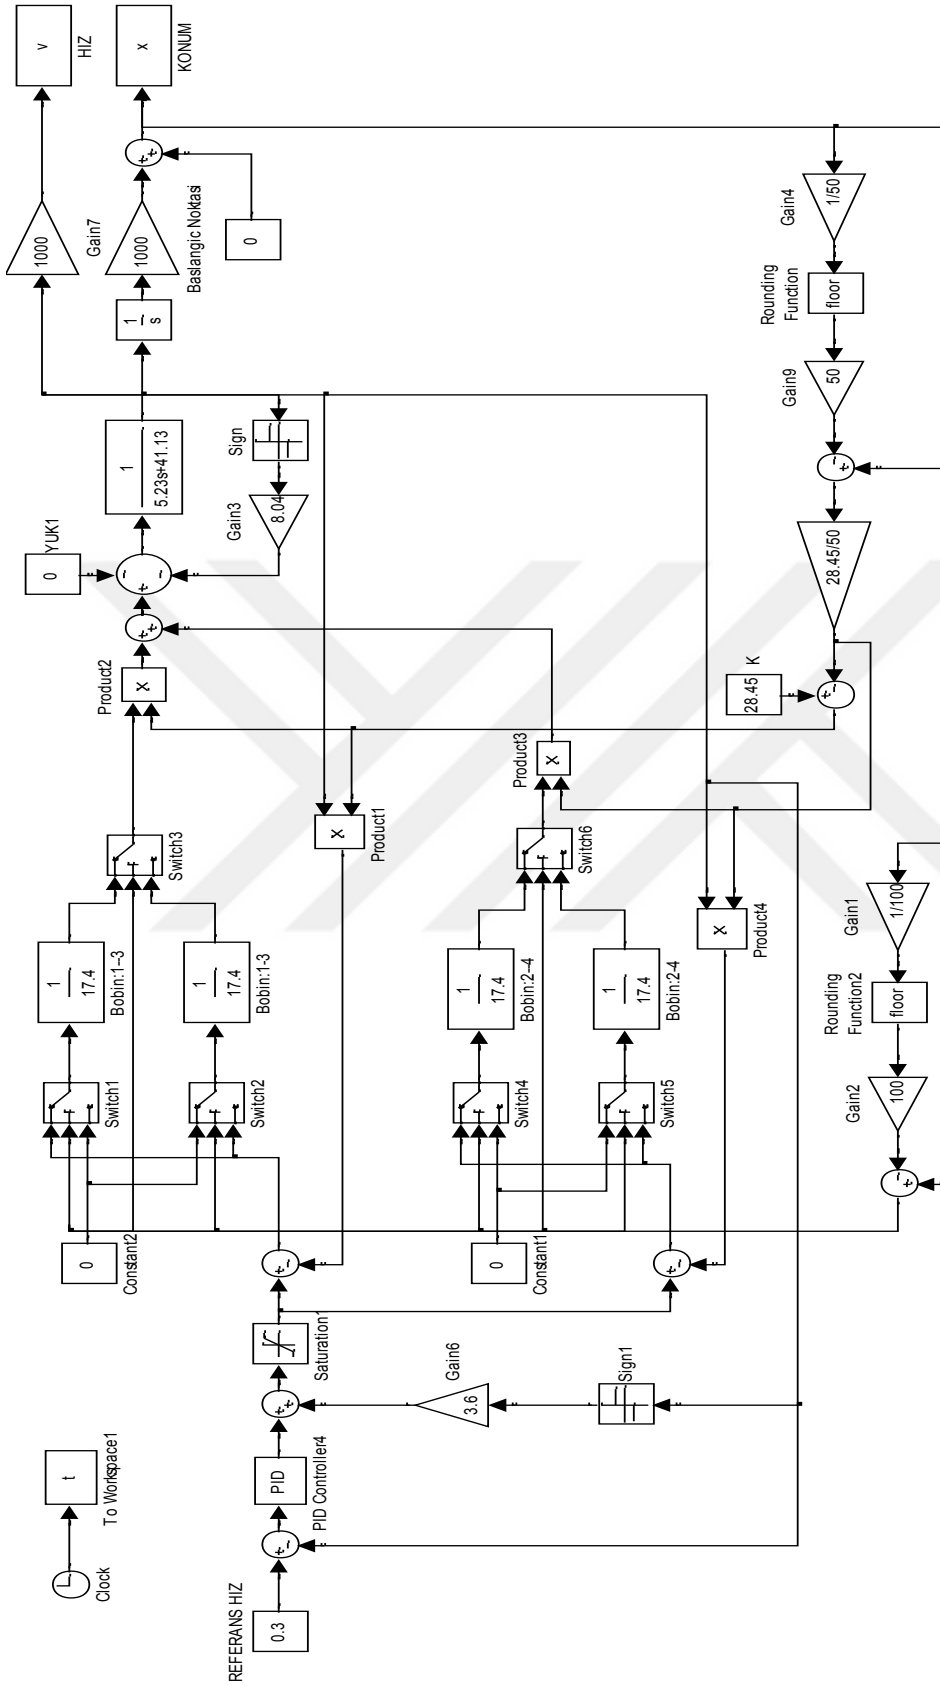 Clock
t
To Workspace1
REFERANS HIZ
0.3
PID
PID Controller4
Saturation1
3.6
Gain6
Sign1
0
Constant2
Switch1
Switch2
1
17.4
Bobin:1--3
1
17.4
Bobin:1-3
Switch3
x
Product1
x
Product2
0
Constant1
Switch4
Switch5
1
17.4
Bobin:2--4
1
17.4
Bobin:2-4
Switch6
x
Product3
x
Product4
0
YUK1
1
5.23s+41.13
Sign
8.04
Gain3
1
s
1000
1000
Gain7
0
Baslangic Noktasi
v
HIZ
x
KONUM
1/50
Gain4
floor
Rounding
Function
50
Gain9
28.45/50
28.45
K
1/100
Gain1
floor
Rounding
Function2
100
Gain2